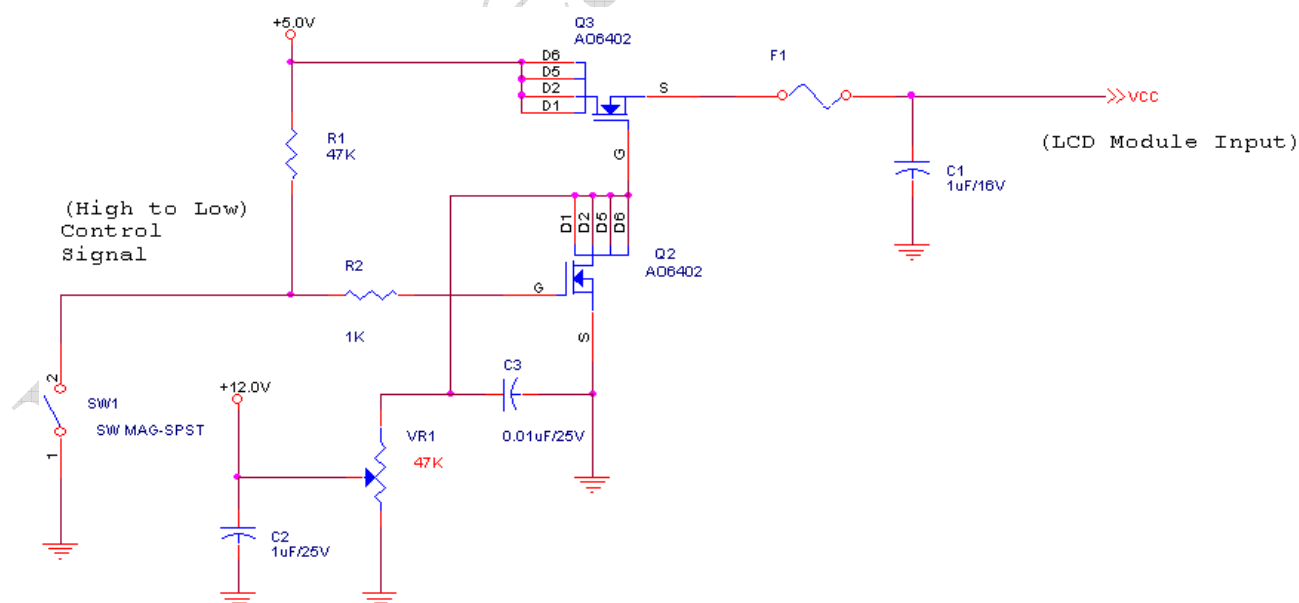 +5.0V
Q3
AO6402
D6
D5
D2
D1
S
G
F1
VCC
(LCD Module Input)
R1
47K
C1
1uF/16V
(High to Low)
Control
Signal
D1
D2
D5
D6
Q2
AO6402
R2
1K
G
S
2
SW1
SW MAG-SPST
1
+12.0V
C3
0.01uF/25V
VR1
47K
C2
1uF/25V